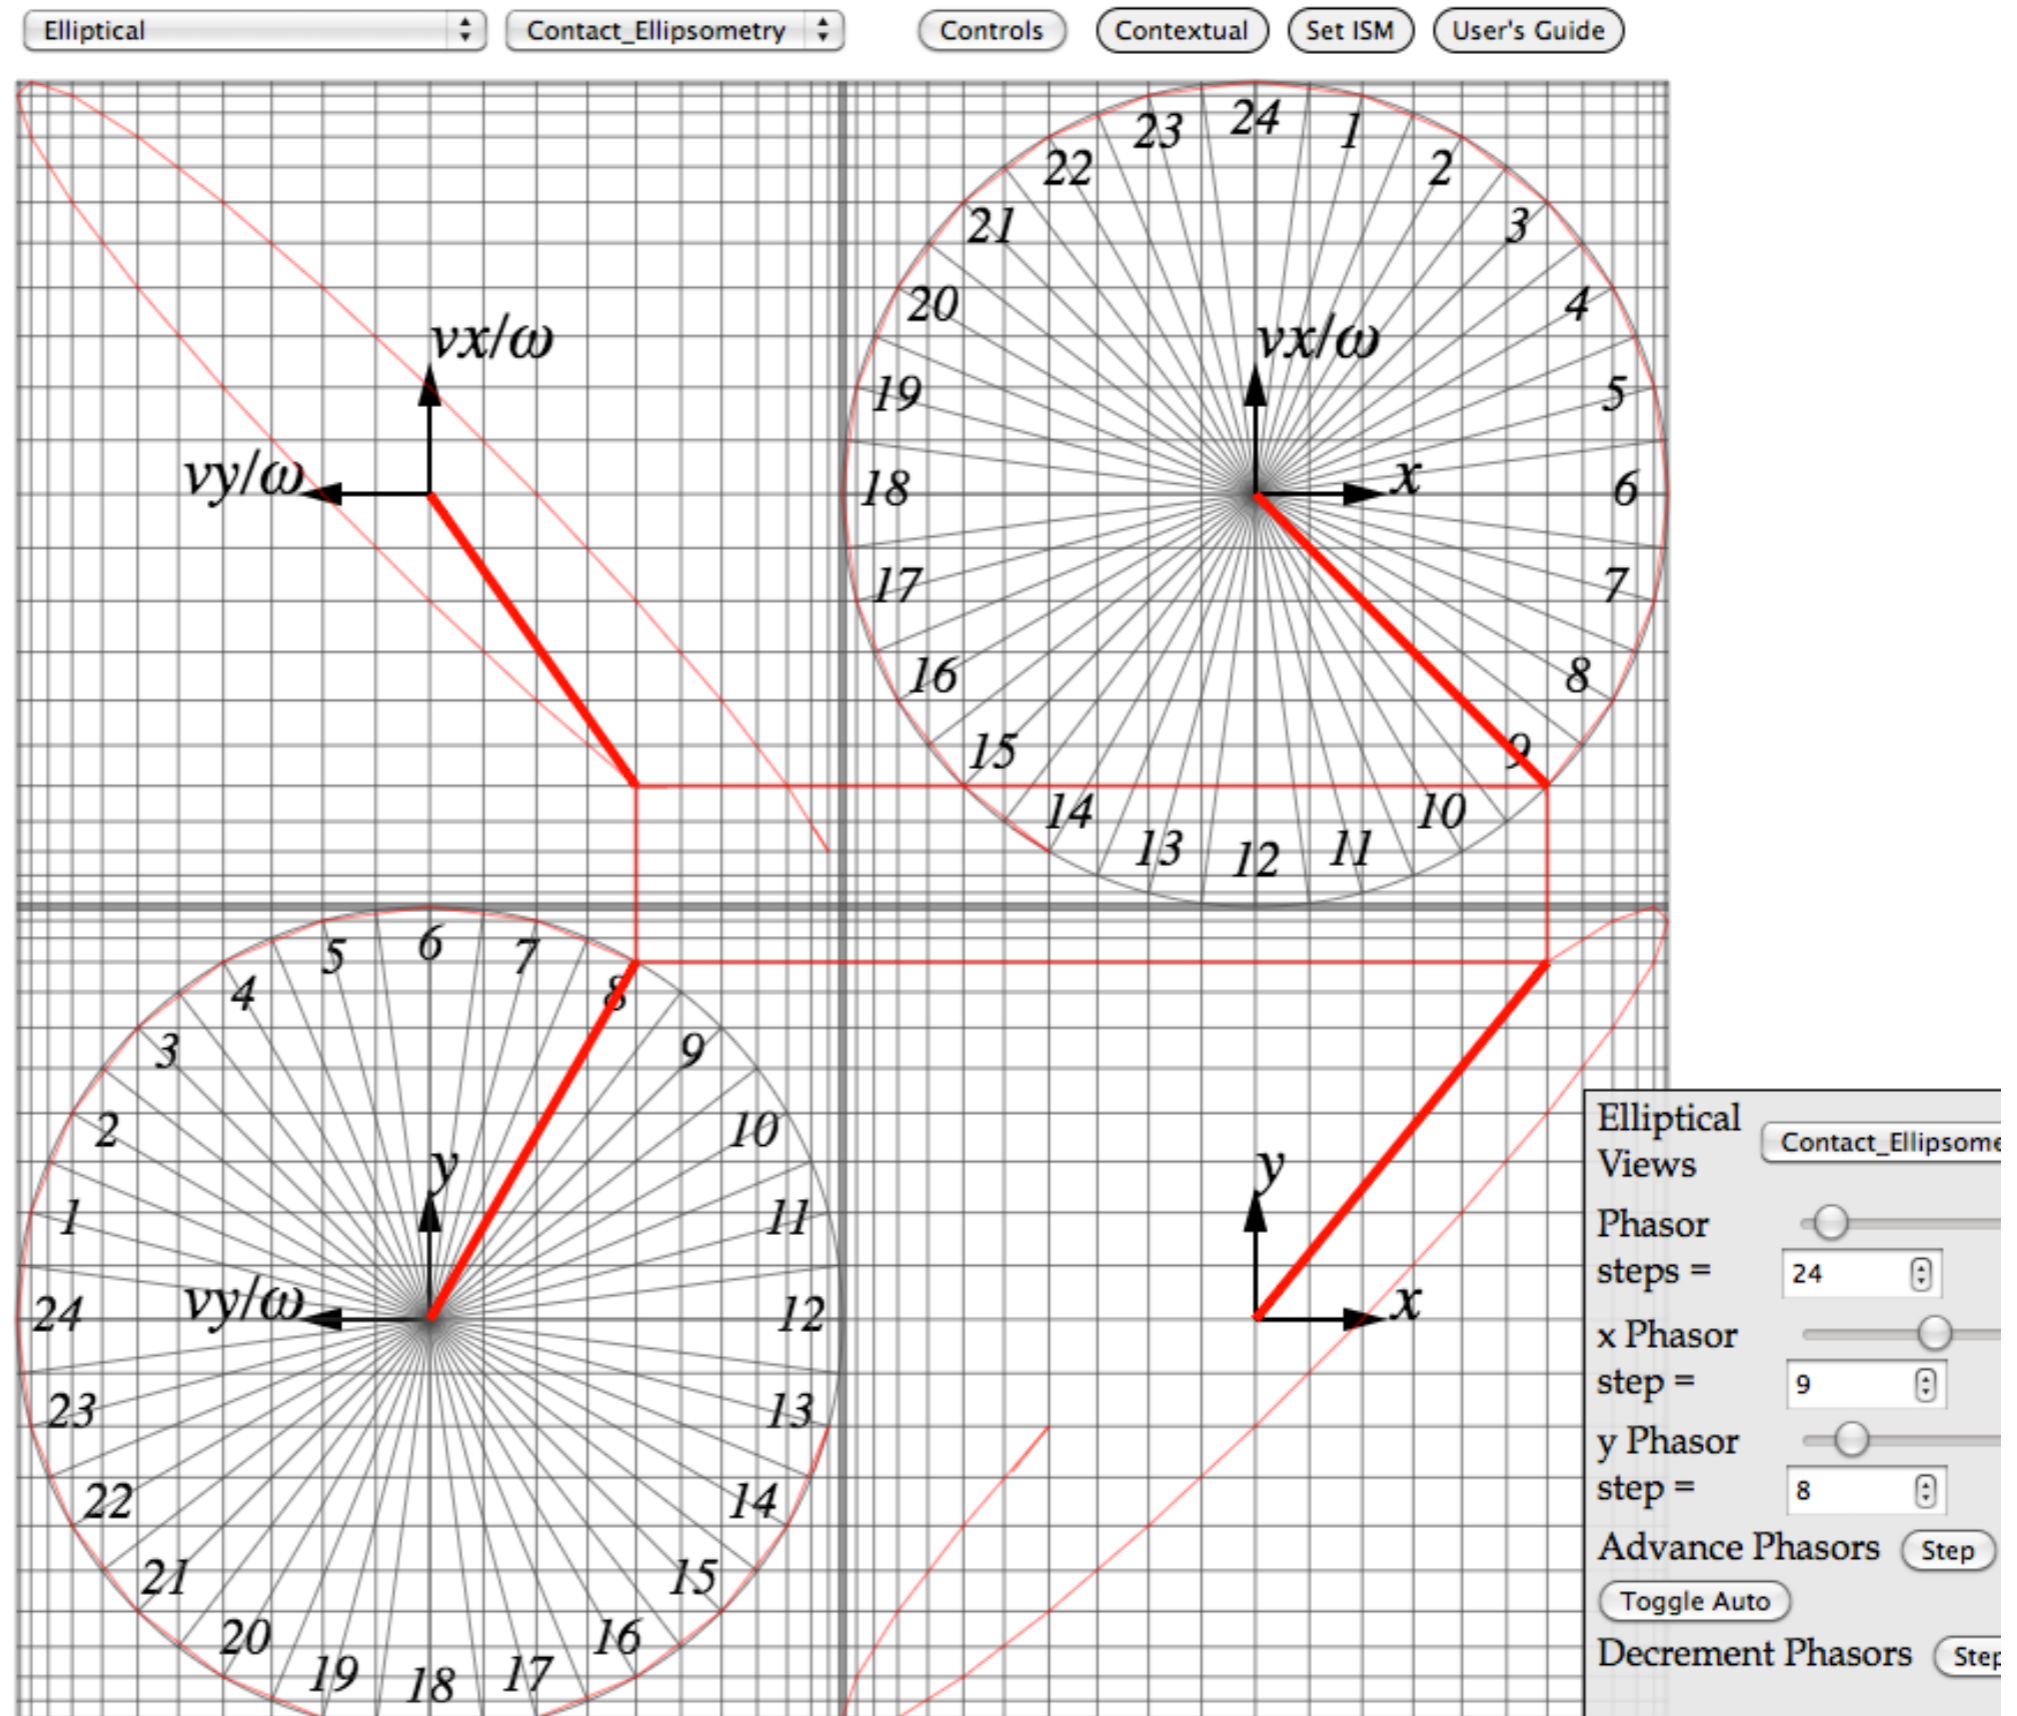 Elliptical Contact_Ellipsometry Controls Contextual Set ISM User's Guide
24
23 1
22 2
21 3
20 4
vx/ω vx/ω
19 5
vy/ω x
18 6
17 7
16 8
15 9
14 10
13 12 11
6
5 7
4 8
3 9
2 10
y y
1 11
vy/ω x
24 12
23 13
22 14
21 15
20 16
19 18 17
Elliptical
Views Contact_Ellipsome
Phasor
steps = 24
x Phasor
step = 9
y Phasor
step = 8
Advance Phasors Step
Toggle Auto
Decrement Phasors Step